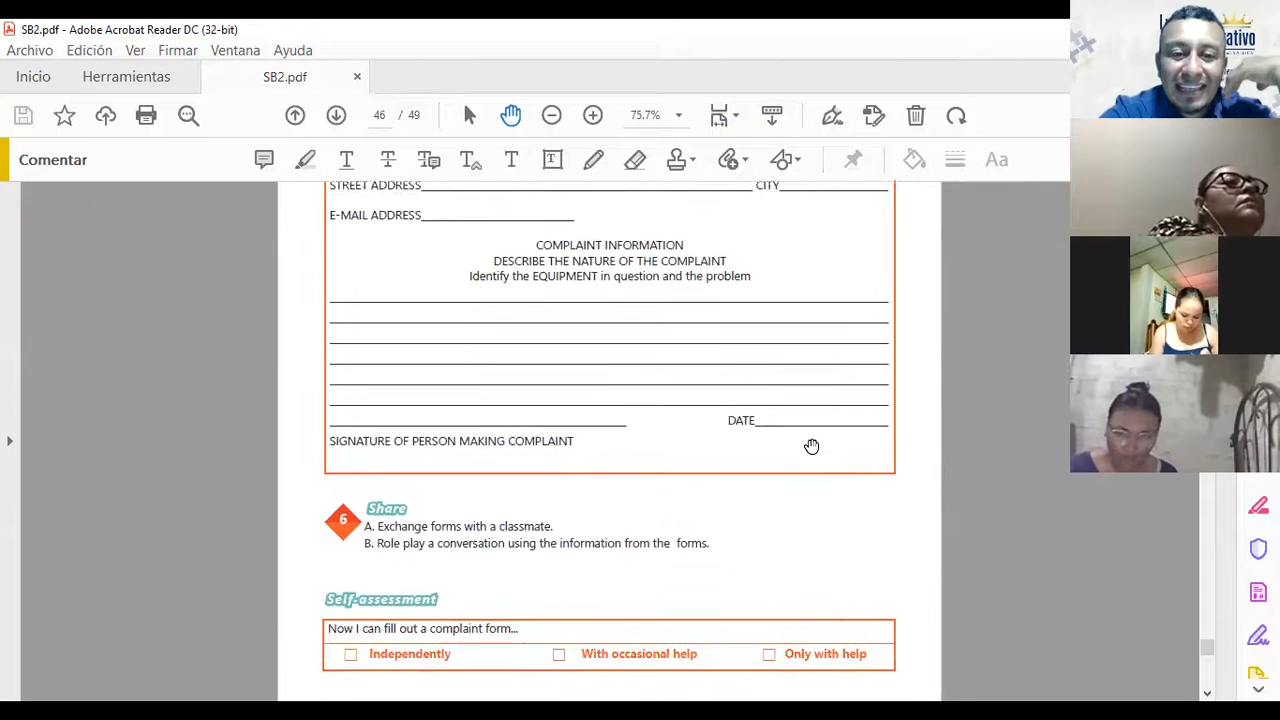 SB2.pdf - Adobe Acrobat Reader DC (32-bit)
Archivo Edición Ver Firmar Ventana Ayuda
Inicio Herramientas SB2.pdf ×
46 / 49 75.7%
Comentar
STREET ADDRESS CITY
E-MAIL ADDRESS
COMPLAINT INFORMATION
DESCRIBE THE NATURE OF THE COMPLAINT
Identify the EQUIPMENT in question and the problem
DATE
SIGNATURE OF PERSON MAKING COMPLAINT
6 Share
A. Exchange forms with a classmate.
B. Role play a conversation using the information from the forms.
Self-assessment
Now I can fill out a complaint form...
Independently With occasional help Only with help